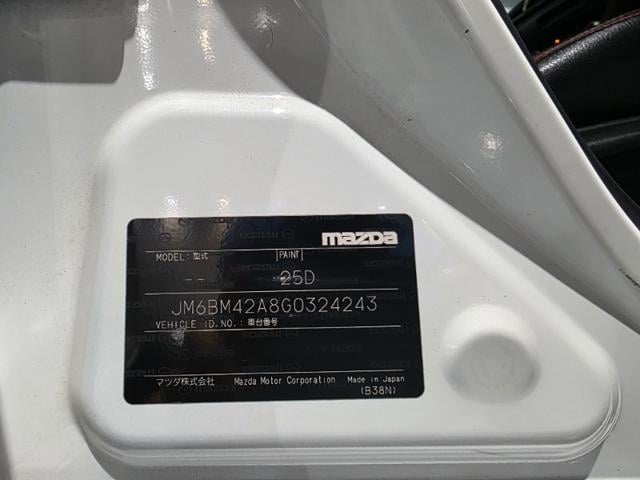 mazda
MODEL: 型式 PAINT
-- 25D
JM6BM42A8G0324243
VEHICLE ID.NO.: 車台番号
マツダ株式会社 Mazda Motor Corporation Made in Japan
(B38N)